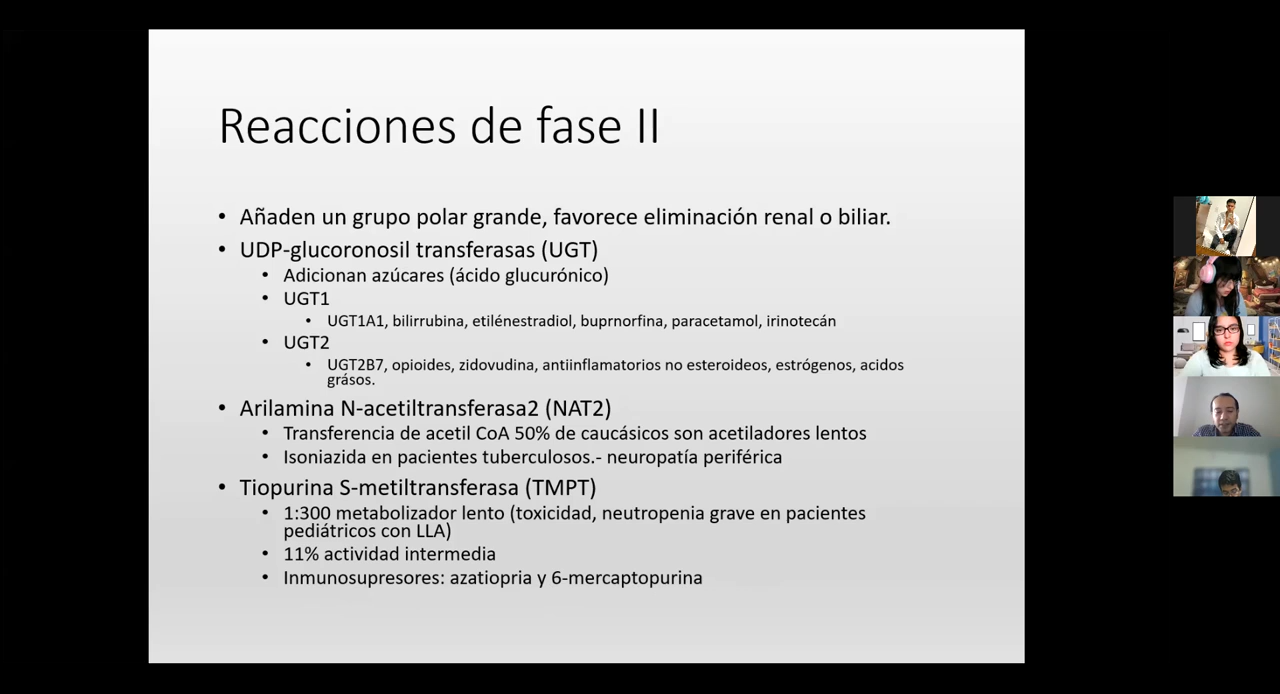 Reacciones de fase II
• Añaden un grupo polar grande, favorece eliminación renal o biliar.
• UDP-glucoronosil transferasas (UGT)
• Adicionan azúcares (ácido glucurónico)
• UGT1
• UGT1A1, bilirrubina, etilénestradiol, buprnorfina, paracetamol, irinotecán
• UGT2
• UGT2B7, opioides, zidovudina, antiinflamatorios no esteroideos, estrógenos, acidos
grásos.
• Arilamina N-acetiltransferasa2 (NAT2)
• Transferencia de acetil CoA 50% de caucásicos son acetiladores lentos
• Isoniazida en pacientes tuberculosos.- neuropatía periférica
• Tiopurina S-metiltransferasa (TMPT)
• 1:300 metabolizador lento (toxicidad, neutropenia grave en pacientes
pediátricos con LLA)
• 11% actividad intermedia
• Inmunosupresores: azatiopria y 6-mercaptopurina